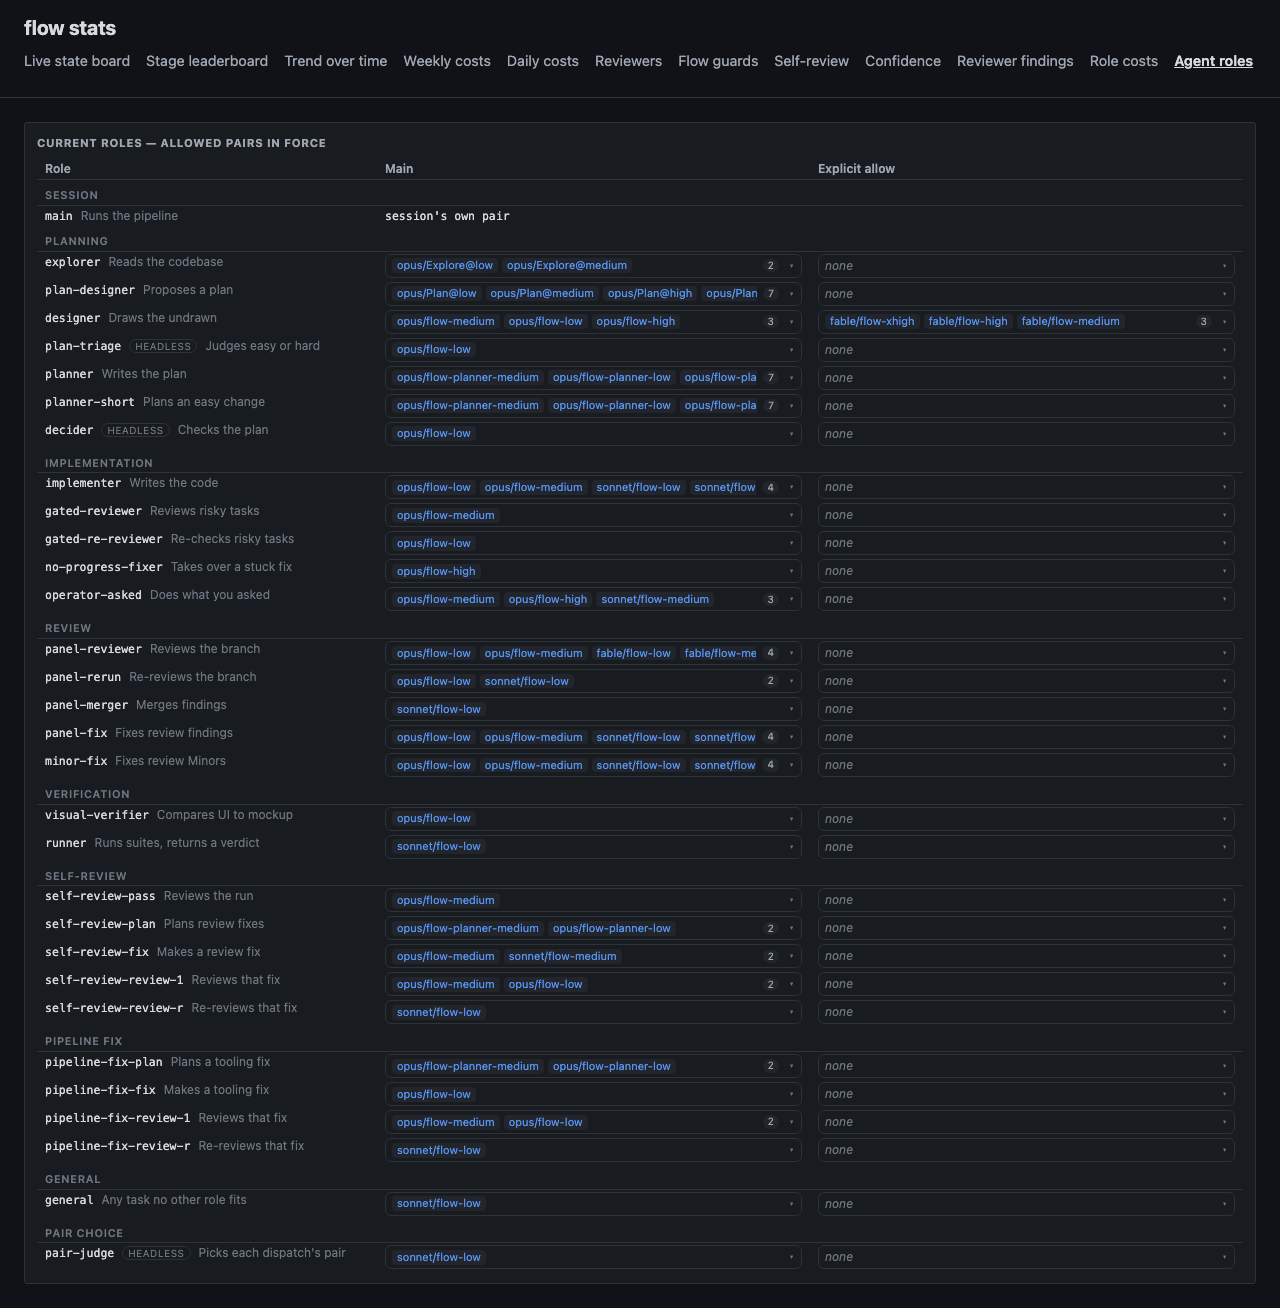 flow stats
Live state board Stage leaderboard Trend over time Weekly costs Daily costs Reviewers Flow guards Self-review Confidence Reviewer findings Role costs Agent roles
CURRENT ROLES — ALLOWED PAIRS IN FORCE
Role Main Explicit allow
SESSION
main Runs the pipeline session's own pair
PLANNING
explorer Reads the codebase opus/Explore@low opus/Explore@medium 2 none
plan-designer Proposes a plan opus/Plan@low opus/Plan@medium opus/Plan@high opus/Plan 7 none
designer Draws the undrawn opus/flow-medium opus/flow-low opus/flow-high 3 fable/flow-xhigh fable/flow-high fable/flow-medium 3
plan-triage HEADLESS Judges easy or hard opus/flow-low none
planner Writes the plan opus/flow-planner-medium opus/flow-planner-low opus/flow-pla 7 none
planner-short Plans an easy change opus/flow-planner-medium opus/flow-planner-low opus/flow-pla 7 none
decider HEADLESS Checks the plan opus/flow-low none
IMPLEMENTATION
implementer Writes the code opus/flow-low opus/flow-medium sonnet/flow-low sonnet/flow 4 none
gated-reviewer Reviews risky tasks opus/flow-medium none
gated-re-reviewer Re-checks risky tasks opus/flow-low none
no-progress-fixer Takes over a stuck fix opus/flow-high none
operator-asked Does what you asked opus/flow-medium opus/flow-high sonnet/flow-medium 3 none
REVIEW
panel-reviewer Reviews the branch opus/flow-low opus/flow-medium fable/flow-low fable/flow-me 4 none
panel-rerun Re-reviews the branch opus/flow-low sonnet/flow-low 2 none
panel-merger Merges findings sonnet/flow-low none
panel-fix Fixes review findings opus/flow-low opus/flow-medium sonnet/flow-low sonnet/flow 4 none
minor-fix Fixes review Minors opus/flow-low opus/flow-medium sonnet/flow-low sonnet/flow 4 none
VERIFICATION
visual-verifier Compares UI to mockup opus/flow-low none
runner Runs suites, returns a verdict sonnet/flow-low none
SELF-REVIEW
self-review-pass Reviews the run opus/flow-medium none
self-review-plan Plans review fixes opus/flow-planner-medium opus/flow-planner-low 2 none
self-review-fix Makes a review fix opus/flow-medium sonnet/flow-medium 2 none
self-review-review-1 Reviews that fix opus/flow-medium opus/flow-low 2 none
self-review-review-r Re-reviews that fix sonnet/flow-low none
PIPELINE FIX
pipeline-fix-plan Plans a tooling fix opus/flow-planner-medium opus/flow-planner-low 2 none
pipeline-fix-fix Makes a tooling fix opus/flow-low none
pipeline-fix-review-1 Reviews that fix opus/flow-medium opus/flow-low 2 none
pipeline-fix-review-r Re-reviews that fix sonnet/flow-low none
GENERAL
general Any task no other role fits sonnet/flow-low none
PAIR CHOICE
pair-judge HEADLESS Picks each dispatch's pair sonnet/flow-low none